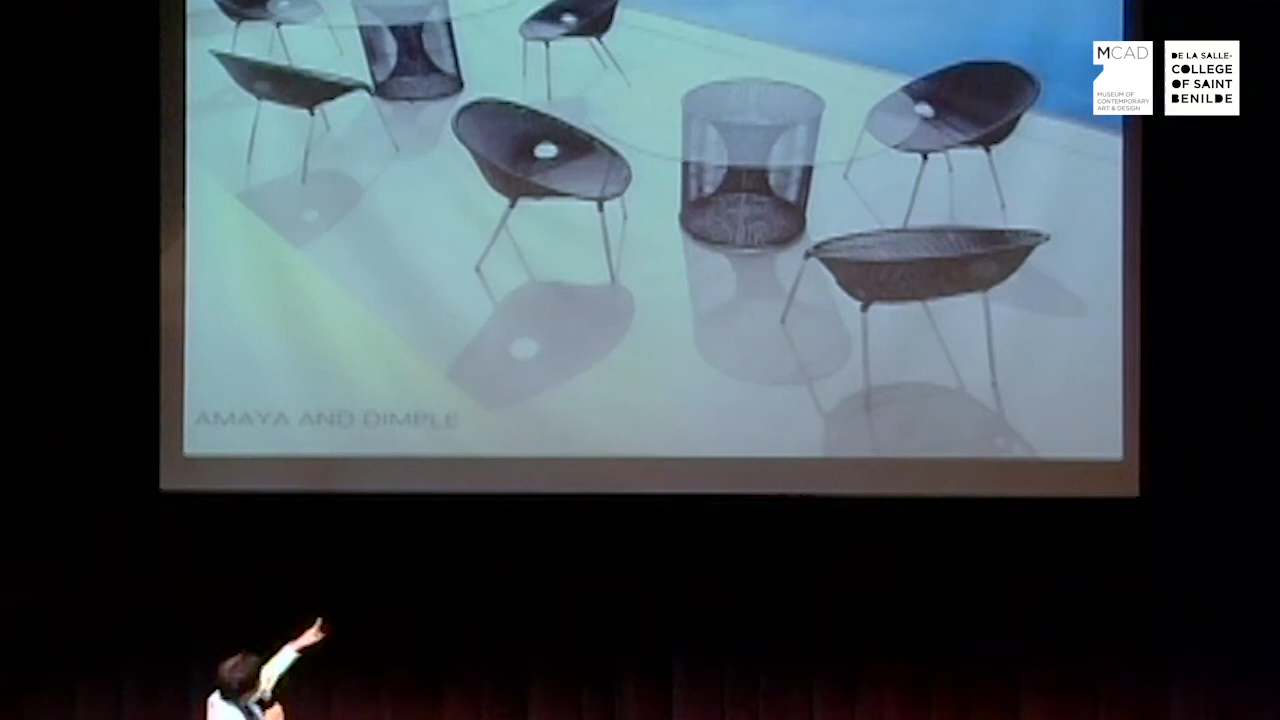 MCAD
MUSEUM OF
CONTEMPORARY
ART & DESIGN
DE LA SALLE-
COLLEGE
OF SAINT
BENILDE
AMAYA AND DIMPLE